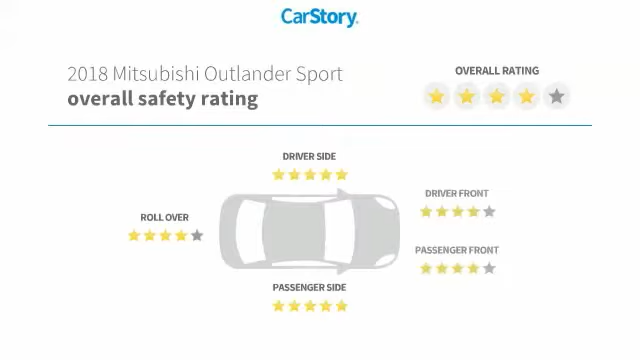 CarStory
2018 Mitsubishi Outlander Sport
overall safety rating
OVERALL RATING
DRIVER SIDE
DRIVER FRONT
ROLL OVER
PASSENGER FRONT
PASSENGER SIDE